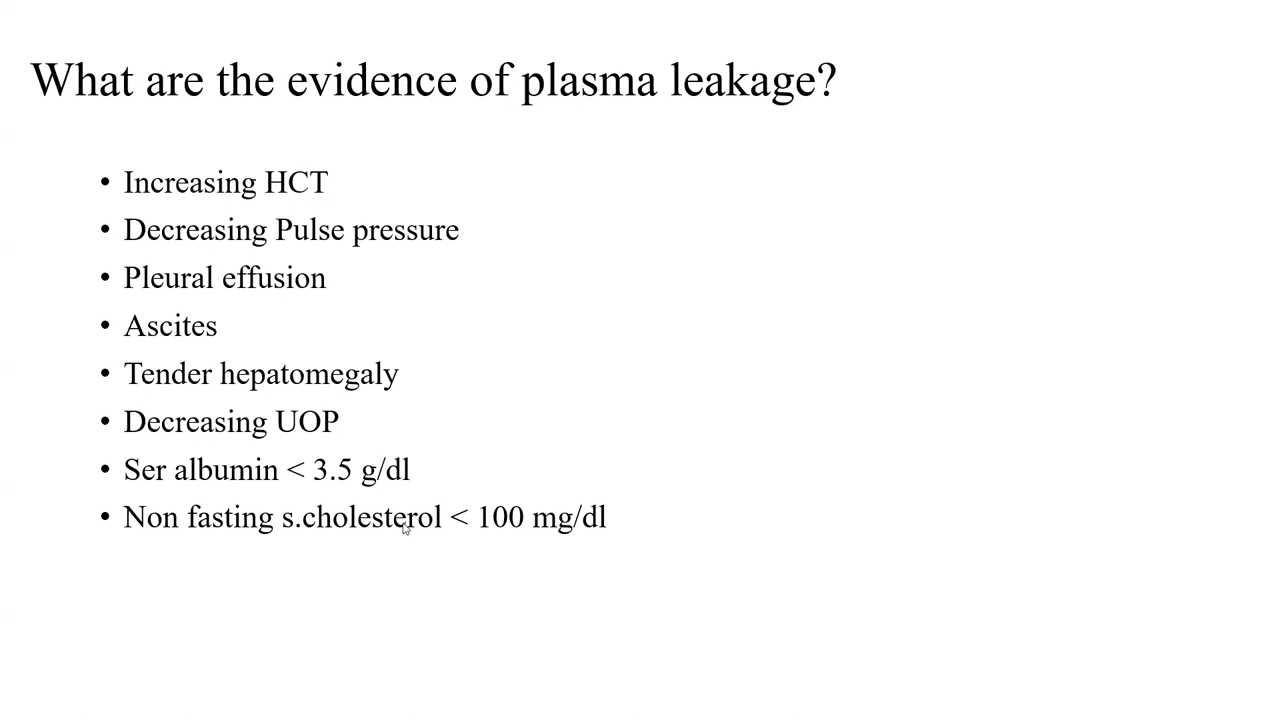 What are the evidence of plasma leakage?
• Increasing HCT
• Decreasing Pulse pressure
• Pleural effusion
• Ascites
• Tender hepatomegaly
• Decreasing UOP
• Ser albumin < 3.5 g/dl
• Non fasting s.cholesterol < 100 mg/dl